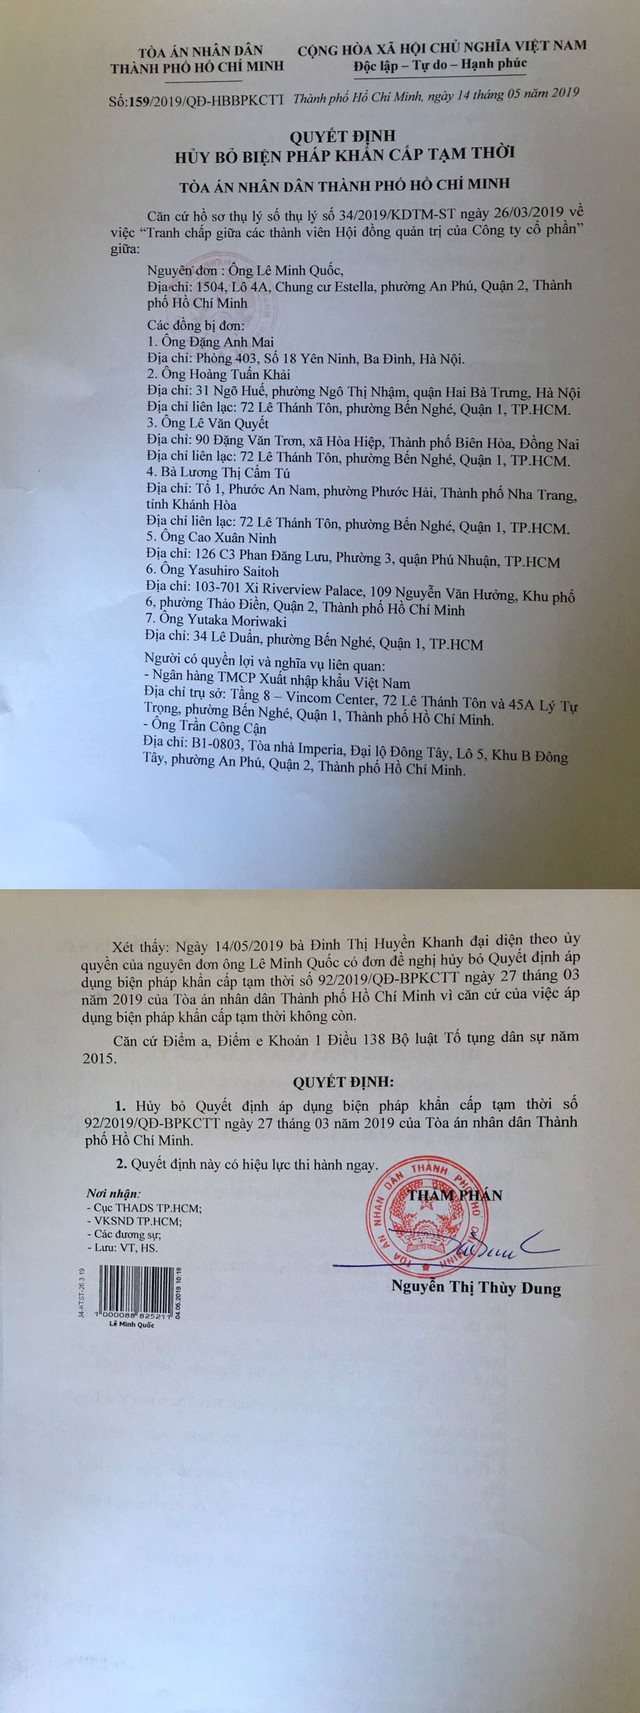 TÒA ÁN NHÂN DÂN
THÀNH PHỐ HỒ CHÍ MINH
CỘNG HÒA XÃ HỘI CHỦ NGHĨA VIỆT NAM
Độc lập – Tự do – Hạnh phúc
Số:159/2019/QĐ-HBBPKCTT
Thành phố Hồ Chí Minh, ngày 14 tháng 05 năm 2019
QUYẾT ĐỊNH
HỦY BỎ BIỆN PHÁP KHẨN CẤP TẠM THỜI
TÒA ÁN NHÂN DÂN THÀNH PHỐ HỒ CHÍ MINH
Căn cứ hồ sơ thụ lý số thụ lý số 34/2019/KDTM-ST ngày 26/03/2019 về
việc “Tranh chấp giữa các thành viên Hội đồng quản trị của Công ty cổ phần”
giữa:
Nguyên đơn : Ông Lê Minh Quốc,
Địa chỉ: 1504, Lô 4A, Chung cư Estella, phường An Phú, Quận 2, Thành
phố Hồ Chí Minh
Các đồng bị đơn:
1. Ông Đặng Anh Mai
Địa chỉ: Phòng 403, Số 18 Yên Ninh, Ba Đình, Hà Nội.
2. Ông Hoàng Tuấn Khải
Địa chỉ: 31 Ngõ Huế, phường Ngô Thị Nhậm, quận Hai Bà Trưng, Hà Nội
Địa chỉ liên lạc: 72 Lê Thánh Tôn, phường Bến Nghé, Quận 1, TP.HCM.
3. Ông Lê Văn Quyết
Địa chỉ: 90 Đặng Văn Trơn, xã Hòa Hiệp, Thành phố Biên Hòa, Đồng Nai
Địa chỉ liên lạc: 72 Lê Thánh Tôn, phường Bến Nghé, Quận 1, TP.HCM.
4. Bà Lương Thị Cẩm Tú
Địa chỉ: Tổ 1, Phước An Nam, phường Phước Hải, Thành phố Nha Trang,
tỉnh Khánh Hòa
Địa chỉ liên lạc: 72 Lê Thánh Tôn, phường Bến Nghé, Quận 1, TP.HCM.
5. Ông Cao Xuân Ninh
Địa chỉ: 126 C3 Phan Đăng Lưu, Phường 3, quận Phú Nhuận, TP.HCM
6. Ông Yasuhiro Saitoh
Địa chỉ: 103-701 Xi Riverview Palace, 109 Nguyễn Văn Hưởng, Khu phố
6, phường Thảo Điền, Quận 2, Thành phố Hồ Chí Minh
7. Ông Yutaka Moriwaki
Địa chỉ: 34 Lê Duẩn, phường Bến Nghé, Quận 1, TP.HCM
Người có quyền lợi và nghĩa vụ liên quan:
- Ngân hàng TMCP Xuất nhập khẩu Việt Nam
Địa chỉ trụ sở: Tầng 8 – Vincom Center, 72 Lê Thánh Tôn và 45A Lý Tự
Trọng, phường Bến Nghé, Quận 1, Thành phố Hồ Chí Minh.
- Ông Trần Công Cận
Địa chỉ: B1-0803, Tòa nhà Imperia, Đại lộ Đông Tây, Lô 5, Khu B Đông
Tây, phường An Phú, Quận 2, Thành phố Hồ Chí Minh.
Xét thấy: Ngày 14/05/2019 bà Đinh Thị Huyền Khanh đại diện theo ủy
quyền của nguyên đơn ông Lê Minh Quốc có đơn đề nghị hủy bỏ Quyết định áp
dụng biện pháp khẩn cấp tạm thời số 92/2019/QĐ-BPKCTT ngày 27 tháng 03
năm 2019 của Tòa án nhân dân Thành phố Hồ Chí Minh vì căn cứ của việc áp
dụng biện pháp khẩn cấp tạm thời không còn.
Căn cứ Điểm a, Điểm e Khoản 1 Điều 138 Bộ luật Tố tụng dân sự năm
2015.
QUYẾT ĐỊNH:
1. Hủy bỏ Quyết định áp dụng biện pháp khẩn cấp tạm thời số
92/2019/QĐ-BPKCTT ngày 27 tháng 03 năm 2019 của Tòa án nhân dân Thành
phố Hồ Chí Minh.
2. Quyết định này có hiệu lực thi hành ngay.
Nơi nhận:
- Cục THADS TP.HCM;
- VKSND TP.HCM;
- Các đương sự;
- Lưu: VT, HS.
THẨM PHÁN
TÒA ÁN NHÂN DÂN THÀNH PHỐ HỒ CHÍ MINH
Nguyễn Thị Thùy Dung
34-KTST-26.3.19
1000088 825211
04.05.2019 10:18
Lê Minh Quốc